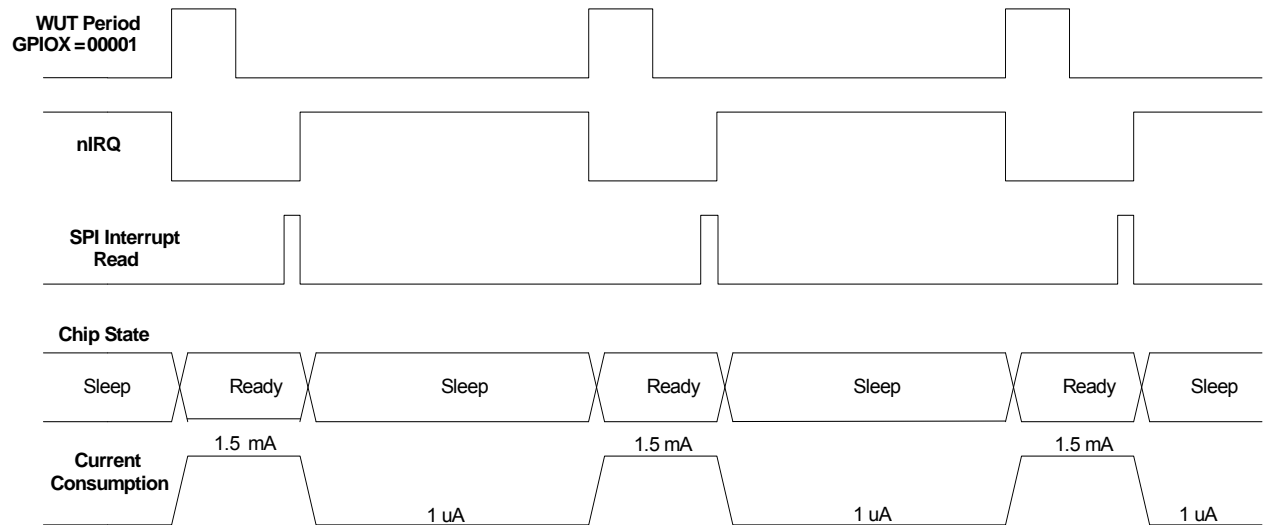 WUT Period
GPIOX = 00001
nIRQ
SPI Interrupt
Read
Chip State
Sleep Ready Sleep Ready Sleep Ready Sleep
1.5 mA 1.5 mA 1.5 mA
Current
Consumption
1 uA 1 uA 1 uA